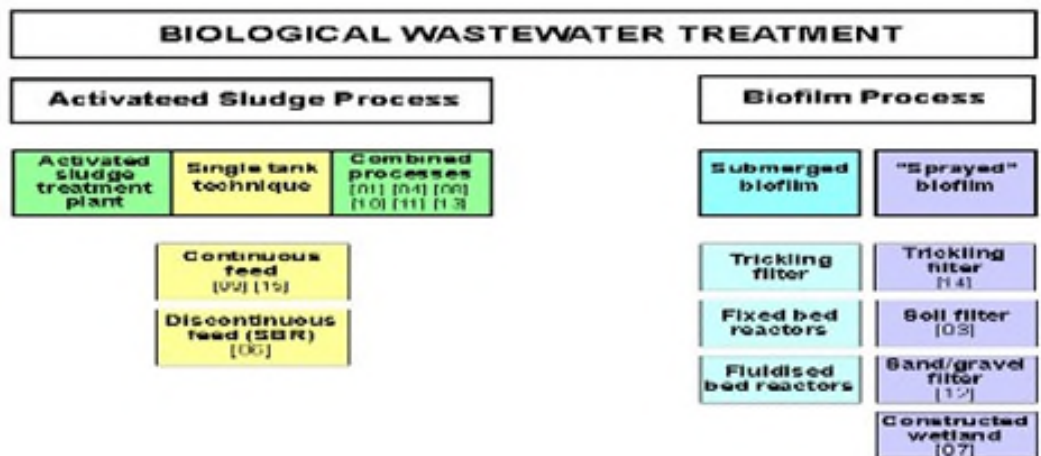 BIOLOGICAL WASTEWATER TREATMENT
Activateed Sludge Process
Biofilm Process
Activated
sludge
treatment
plant
Single tank
technique
Combined
processes
[01] [04] [08]
[10] [11] [13]
Submerged
biofilm
"Sprayed"
biofilm
Continuous
feed
[09] [15]
Discontinuous
feed (SBR)
[06]
Trickling
filter
Fixed bed
reactors
Fluidised
bed reactors
Trickling
filter
[14]
Soil filter
[03]
Sand/gravel
filter
[12]
Constructed
wetland
[07]